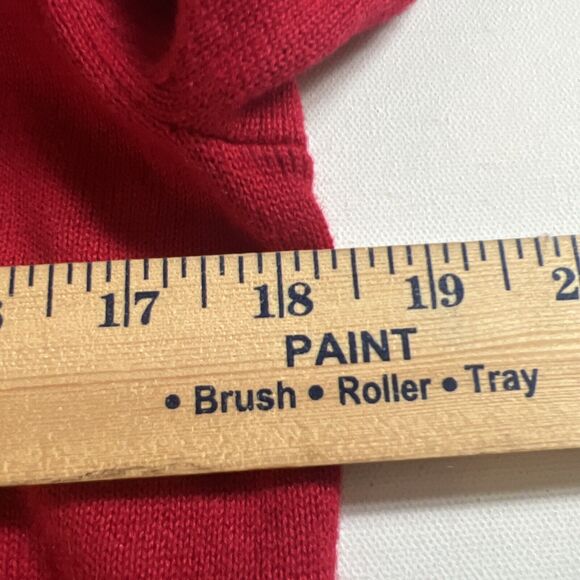 17 18 19
PAINT
• Brush • Roller • Tray